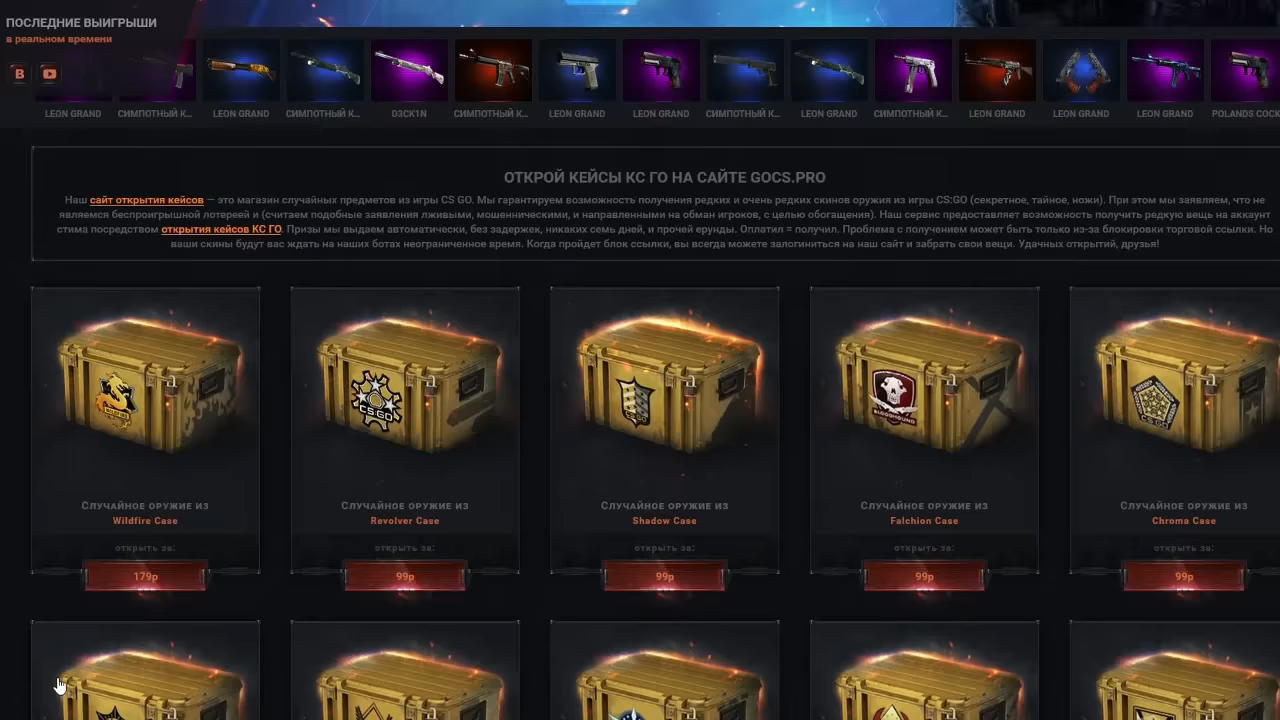 ПОСЛЕДНИЕ ВЫИГРЫШИ
в реальном времени
LEON GRAND СИМПОТНЫЙ К... LEON GRAND СИМПОТНЫЙ К... D3CK1N СИМПОТНЫЙ К... LEON GRAND LEON GRAND СИМПОТНЫЙ К... LEON GRAND СИМПОТНЫЙ К... LEON GRAND LEON GRAND LEON GRAND POLANDS COCK
ОТКРОЙ КЕЙСЫ КС ГО НА САЙТЕ GOCS.PRO
Наш сайт открытия кейсов — это магазин случайных предметов из игры CS GO. Мы гарантируем возможность получения редких и очень редких скинов оружия из игры CS:GO (секретное, тайное, ножи). При этом мы заявляем, что не
являемся беспроигрышной лотереей и (считаем подобные заявления лживыми, мошенническими, и направленными на обман игроков, с целью обогащения). Наш сервис предоставляет возможность получить редкую вещь на аккаунт
стима посредством открытия кейсов КС ГО. Призы мы выдаем автоматически, без задержек, никаких семь дней, и прочей ерунды. Оплатил = получил. Проблема с получением может быть только из-за блокировки торговой ссылки. Но
ваши скины будут вас ждать на наших ботах неограниченное время. Когда пройдет блок ссылки, вы всегда можете залогиниться на наш сайт и забрать свои вещи. Удачных открытий, друзья!
CS GO
BLOODHOUND
CS GO
Случайное оружие из Случайное оружие из Случайное оружие из Случайное оружие из Случайное оружие из
Wildfire Case Revolver Case Shadow Case Falchion Case Chroma Case
открыть за: открыть за: открыть за: открыть за: открыть за:
179р 99р 99р 99р 99р